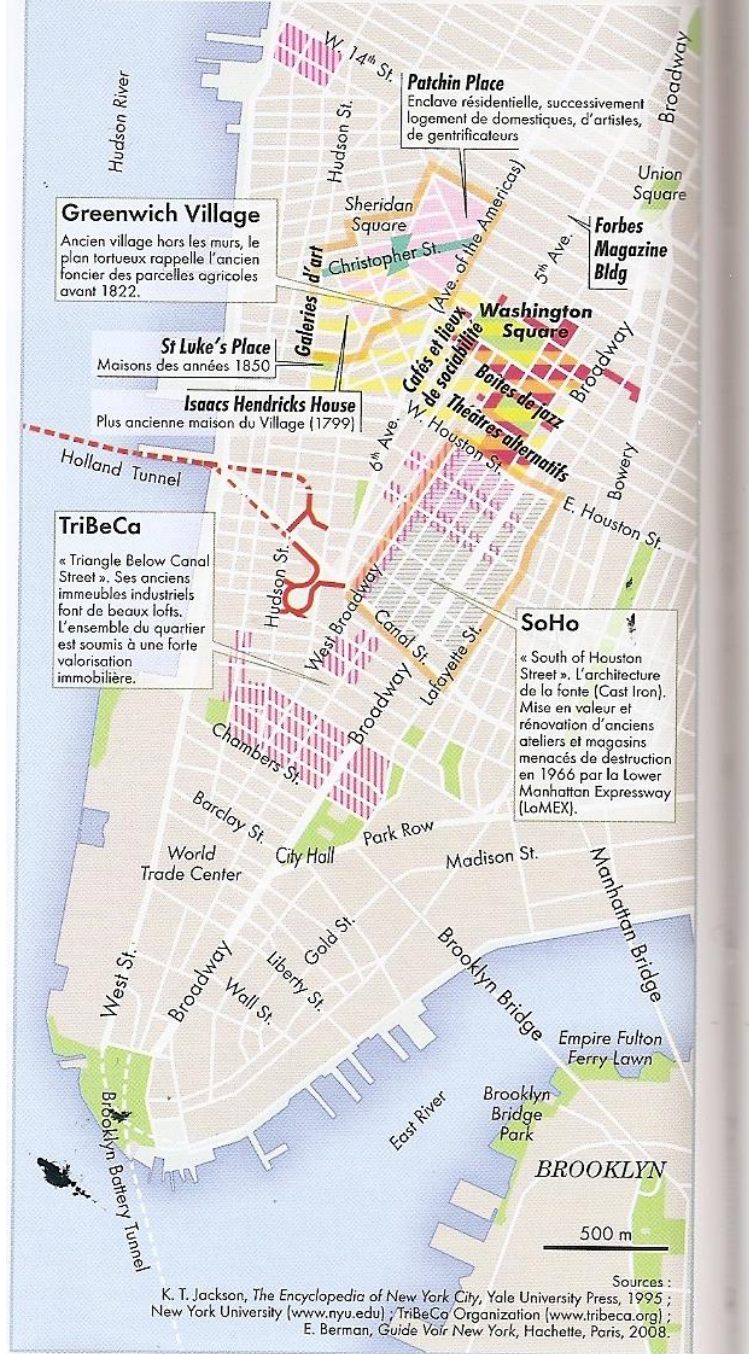 W. 14th St.
Hudson River
Hudson St.
Broadway
Patchin Place
Enclave résidentielle, successivement
logement de domestiques, d'artistes,
de gentrificateurs
Union
Square
Greenwich Village
Ancien village hors les murs, le
plan tortueux rappelle l'ancien
foncier des parcelles agricoles
avant 1822.
Sheridan
Square
Christopher St.
(Ave. of the Americas)
5th Ave.
Forbes
Magazine
Bldg
Galeries d'art
Washington
Square
Cafés et lieux
de sociabilité
Boîtes de jazz
Théâtres alternatifs
Broadway
St Luke's Place
Maisons des années 1850
Isaacs Hendricks House
Plus ancienne maison du Village (1799)
6th Ave.
W. Houston St.
Bowery
E. Houston St.
Holland Tunnel
TriBeCa
« Triangle Below Canal
Street ». Ses anciens
immeubles industriels
font de beaux lofts.
L'ensemble du quartier
est soumis à une forte
valorisation
immobilière.
Hudson St.
West Broadway
Canal St.
Lafayette St.
Broadway
SoHo
« South of Houston
Street ». L'architecture
de la fonte (Cast Iron).
Mise en valeur et
rénovation d'anciens
ateliers et magasins
menacés de destruction
en 1966 par la Lower
Manhattan Expressway
(LoMEX).
Chambers St.
Barclay St.
Park Row
City Hall
World
Trade Center
Madison St.
Manhattan Bridge
Gold St.
Liberty St.
Wall St.
Broadway
West St.
Brooklyn Bridge
Empire Fulton
Ferry Lawn
Brooklyn
Bridge
Park
East River
Brooklyn Battery Tunnel
BROOKLYN
500 m
Sources :
K. T. Jackson, The Encyclopedia of New York City, Yale University Press, 1995 ;
New York University (www.nyu.edu) ; TriBeCa Organization (www.tribeca.org) ;
E. Berman, Guide Voir New York, Hachette, Paris, 2008.